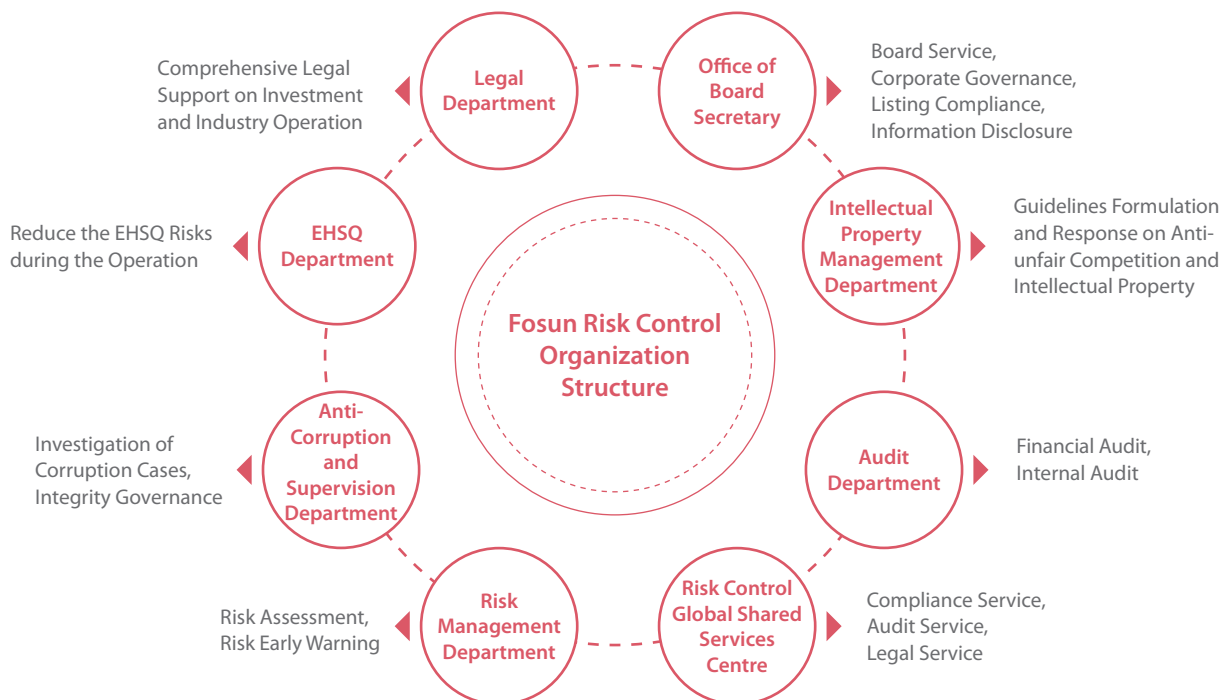 Comprehensive Legal
Support on Investment
and Industry Operation
Legal
Department
Office of
Board
Secretary
Board Service,
Corporate Governance,
Listing Compliance,
Information Disclosure
Reduce the EHSQ Risks
during the Operation
EHSQ
Department
Intellectual
Property
Management
Department
Guidelines Formulation
and Response on Anti-
unfair Competition and
Intellectual Property
Fosun Risk Control
Organization
Structure
Investigation of
Corruption Cases,
Integrity Governance
Anti-
Corruption
and
Supervision
Department
Audit
Department
Financial Audit,
Internal Audit
Risk Assessment,
Risk Early Warning
Risk
Management
Department
Risk Control
Global Shared
Services
Centre
Compliance Service,
Audit Service,
Legal Service